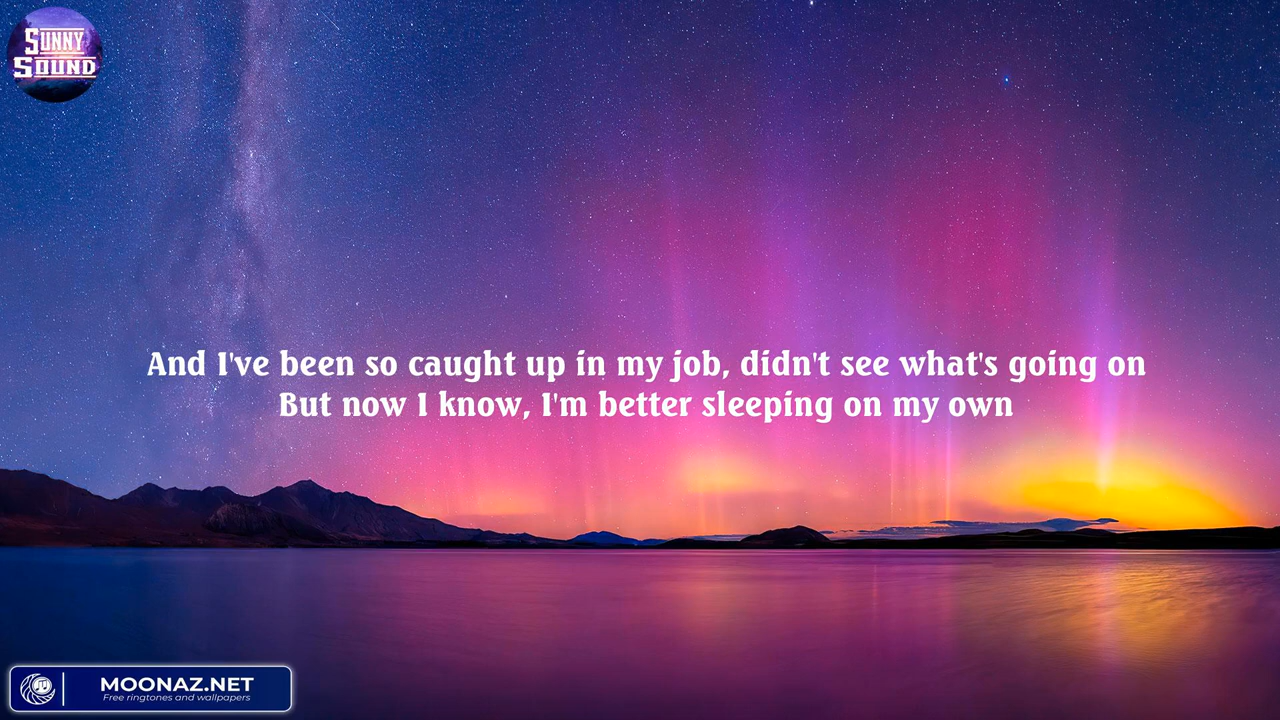 SUNNY
SOUND
And I've been so caught up in my job, didn't see what's going on
But now I know, I'm better sleeping on my own
MOONAZ.NET
Free ringtones and wallpapers